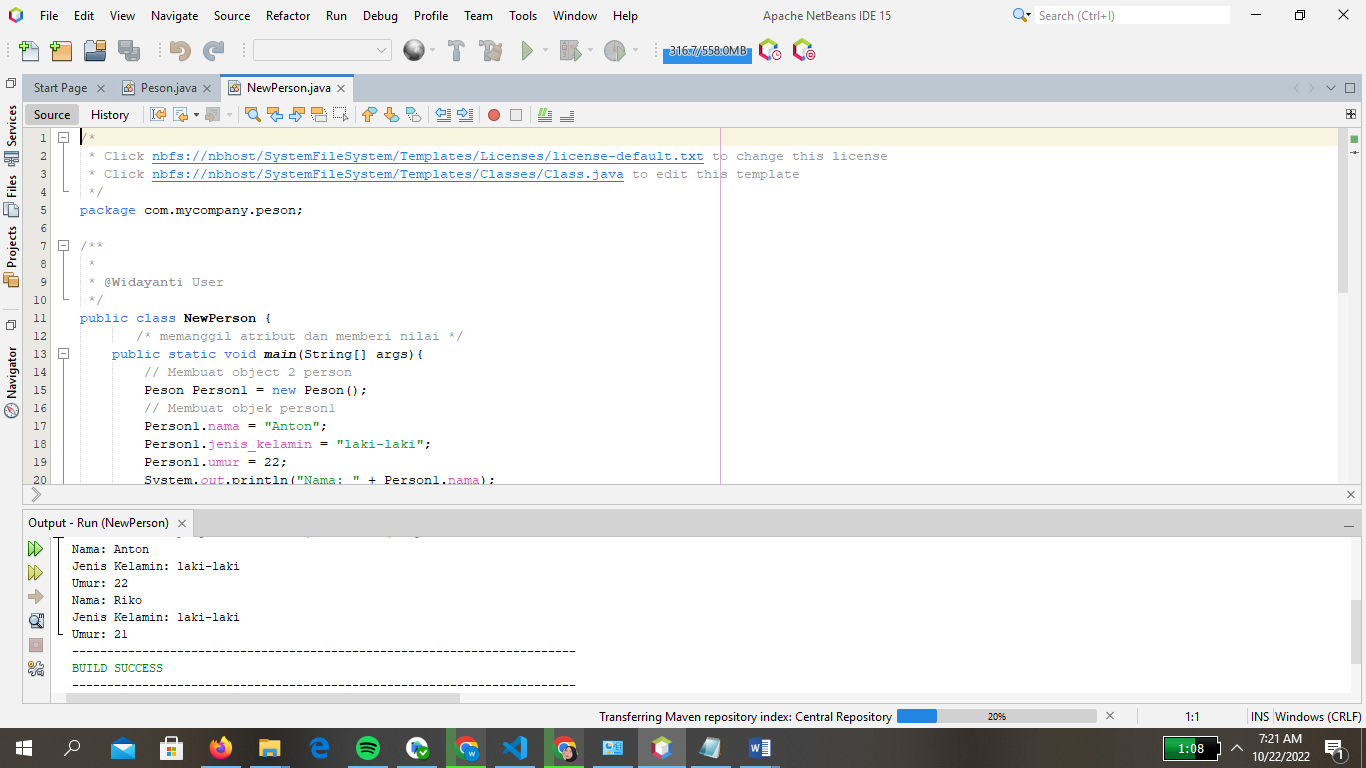 File Edit View Navigate Source Refactor Run Debug Profile Team Tools Window Help Apache NetBeans IDE 15 Search (Ctrl+I)
316.7/558.0MB
Start Page Peson.java NewPerson.java
Source History
Services
Files
Projects
Navigator
1 /*
2 * Click nbfs://nbhost/SystemFileSystem/Templates/Licenses/license-default.txt to change this license
3 * Click nbfs://nbhost/SystemFileSystem/Templates/Classes/Class.java to edit this template
4 */
5 package com.mycompany.peson;
6
7 /**
8 *
9 * @Widayanti User
10 */
11 public class NewPerson {
12 /* memanggil atribut dan memberi nilai */
13 public static void main(String[] args){
14 // Membuat object 2 person
15 Peson Person1 = new Peson();
16 // Membuat objek person1
17 Person1.nama = "Anton";
18 Person1.jenis_kelamin = "laki-laki";
19 Person1.umur = 22;
20 System.out.println("Nama: " + Person1.nama);
Output - Run (NewPerson)
Nama: Anton
Jenis Kelamin: laki-laki
Umur: 22
Nama: Riko
Jenis Kelamin: laki-laki
Umur: 21
------------------------------------------------------------------------
BUILD SUCCESS
------------------------------------------------------------------------
Transferring Maven repository index: Central Repository 20% 1:1 INS Windows (CRLF)
1:08
7:21 AM
10/22/2022
1